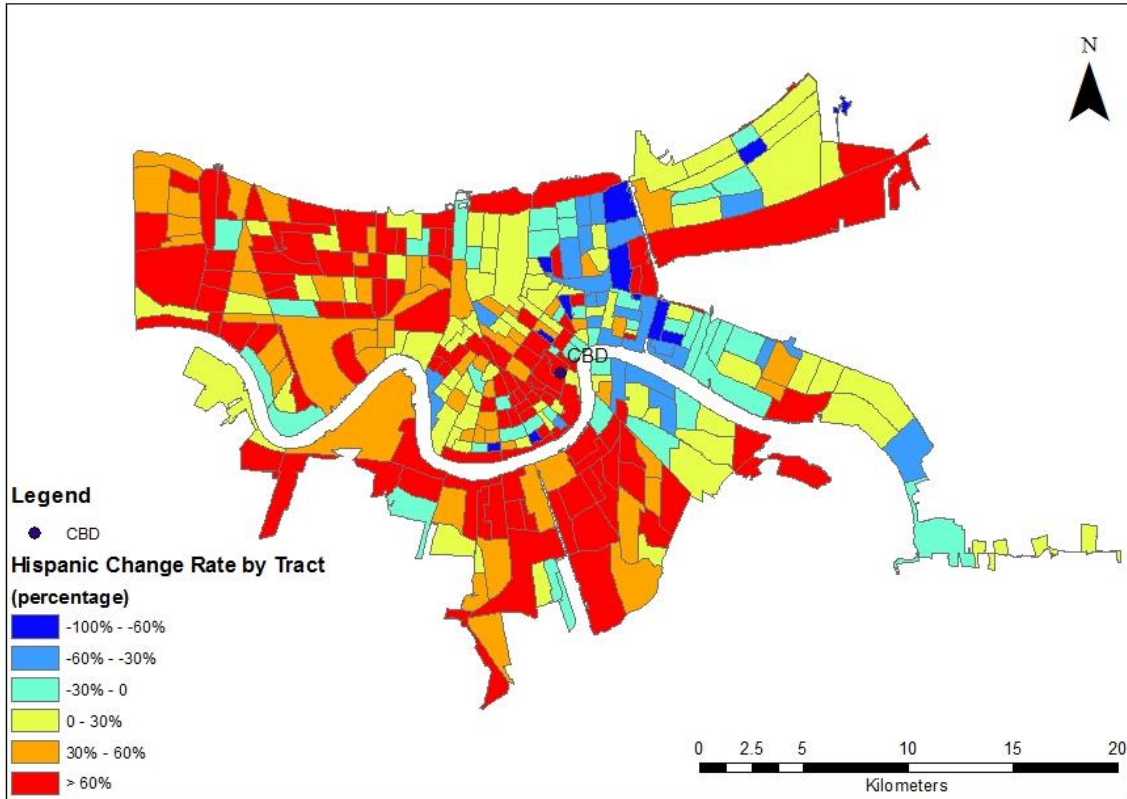 N
CBD
Legend
CBD
Hispanic Change Rate by Tract
(percentage)
-100% - -60%
-60% - -30%
-30% - 0
0 - 30%
30% - 60%
> 60%
0 2.5 5 10 15 20
Kilometers